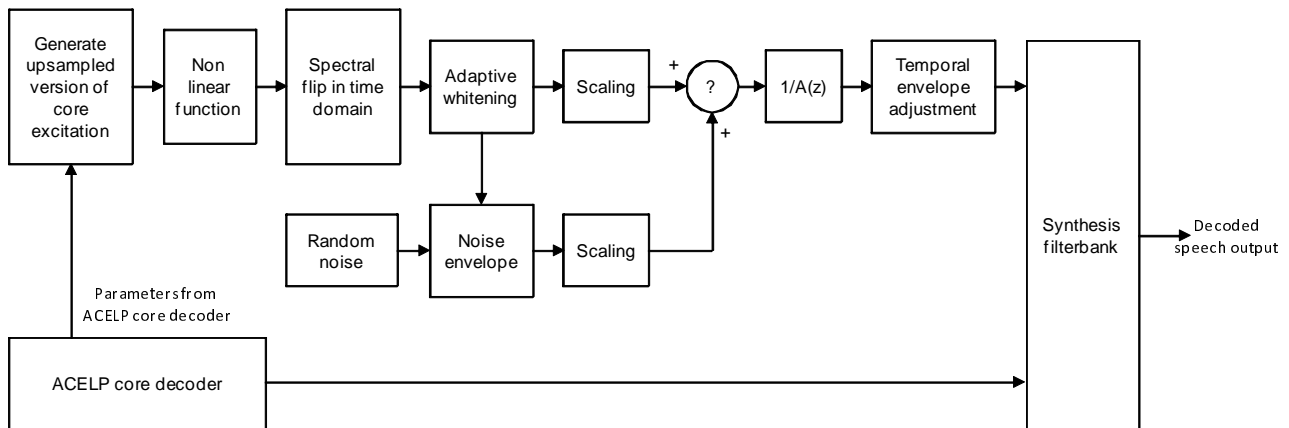 Generate
upsampled
version of
core
excitation
Non
linear
function
Spectral
flip in time
domain
Adaptive
whitening
Scaling
+
?
+
1/A(z)
Temporal
envelope
adjustment
Random
noise
Noise
envelope
Scaling
Synthesis
filterbank
Decoded
speech output
Parameters from
ACELP core decoder
ACELP core decoder